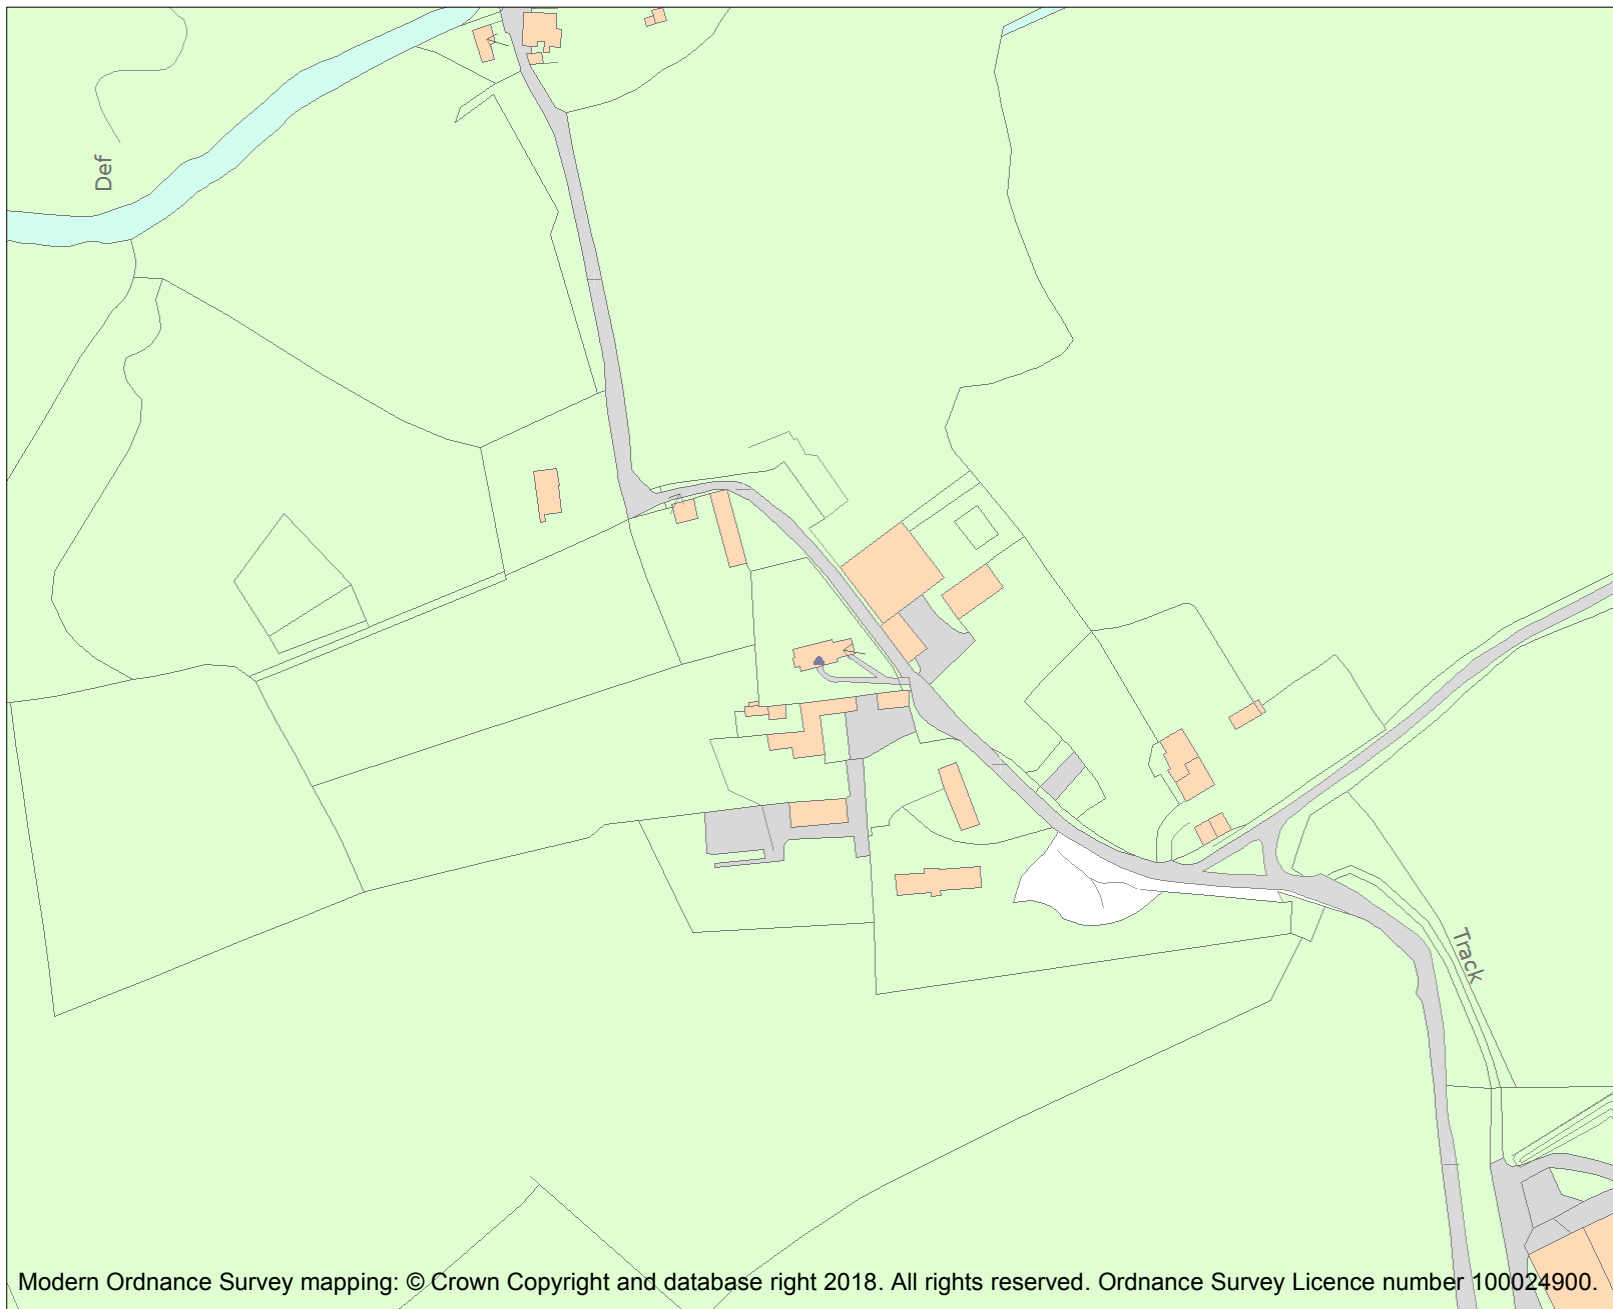 Def
Track
Modern Ordnance Survey mapping: © Crown Copyright and database right 2018. All rights reserved. Ordnance Survey Licence number 100024900.